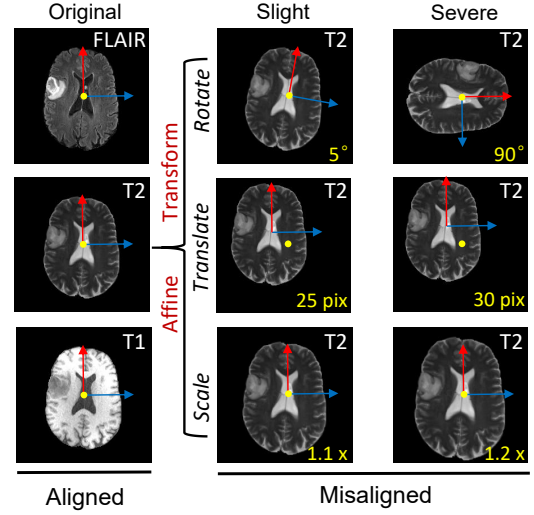 Original
Slight
Severe
FLAIR
T2
T2
Rotate
5°
90°
Transform
T2
T2
T2
Translate
25 pix
30 pix
Affine
T1
T2
T2
Scale
1.1 x
1.2 x
Aligned
Misaligned